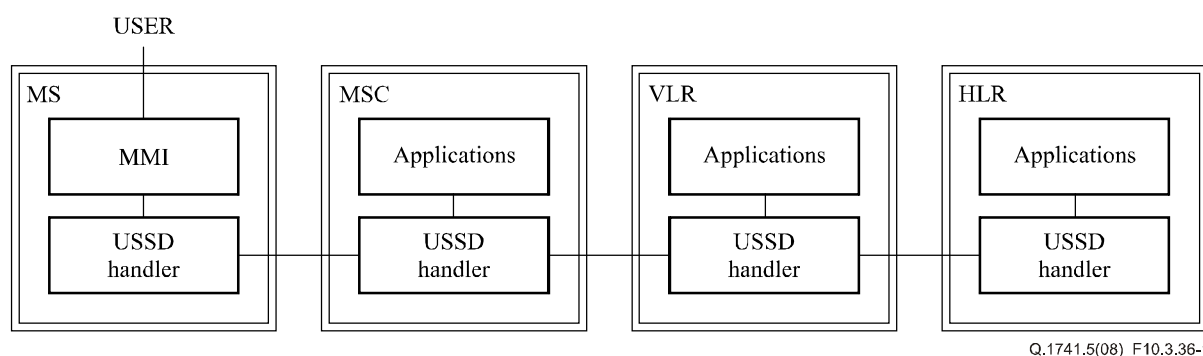 USER
MS
MMI
USSD
handler
MSC
Applications
USSD
handler
VLR
Applications
USSD
handler
HLR
Applications
USSD
handler
Q.1741.5(08)_F10.3.36-